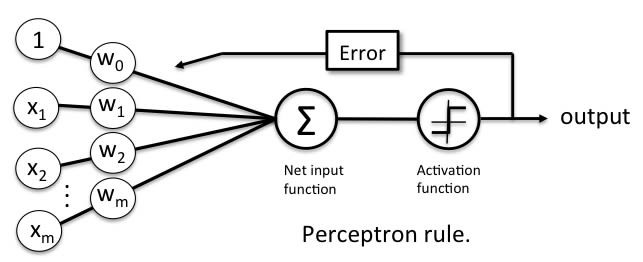 1
w0
Error
x1
w1
Σ
output
x2
w2
Net input
function
Activation
function
⋮
wm
xm
Perceptron rule.